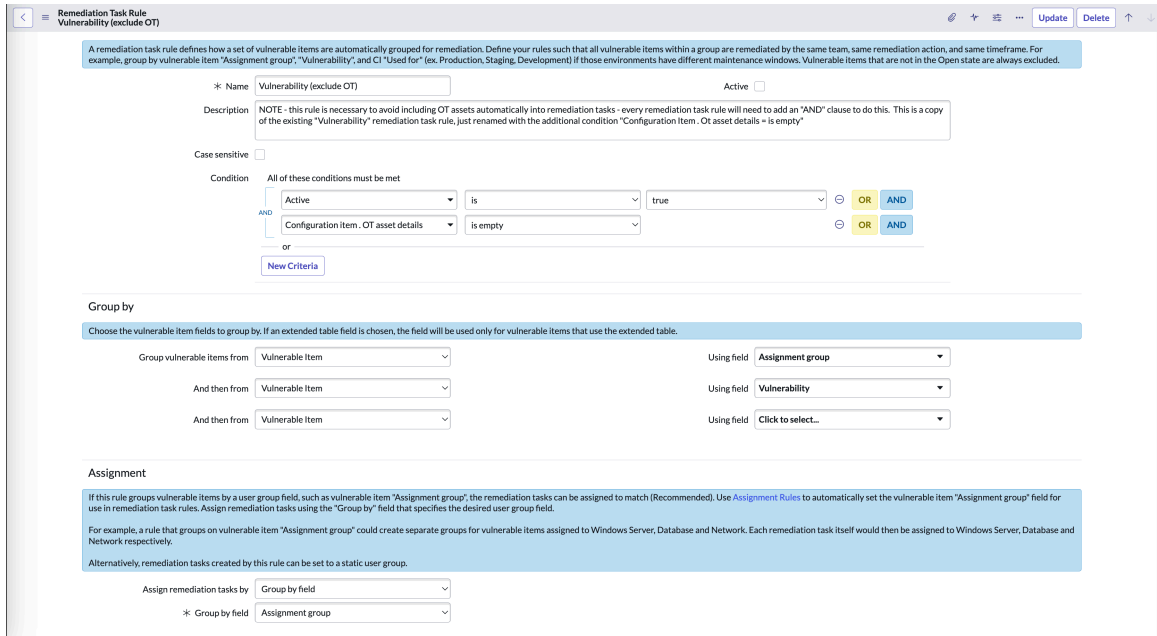 Remediation Task Rule
Vulnerability (exclude OT)
Update
Delete
A remediation task rule defines how a set of vulnerable items are automatically grouped for remediation. Define your rules such that all vulnerable items within a group are remediated by the same team, same remediation action, and same timeframe. For
example, group by vulnerable item "Assignment group", "Vulnerability", and CI "Used for" (ex. Production, Staging, Development) if those environments have different maintenance windows. Vulnerable items that are not in the Open state are always excluded.
Name Vulnerability (exclude OT) Active
Description NOTE - this rule is necessary to avoid including OT assets automatically into remediation tasks - every remediation task rule will need to add an "AND" clause to do this. This is a copy
of the existing "Vulnerability" remediation task rule, just renamed with the additional condition "Configuration Item . Ot asset details = is empty"
Case sensitive
Condition All of these conditions must be met
Active is true OR AND
AND
Configuration item . OT asset details is empty OR AND
or
New Criteria
Group by
Choose the vulnerable item fields to group by. If an extended table field is chosen, the field will be used only for vulnerable items that use the extended table.
Group vulnerable items from Vulnerable Item Using field Assignment group
And then from Vulnerable Item Using field Vulnerability
And then from Vulnerable Item Using field Click to select...
Assignment
If this rule groups vulnerable items by a user group field, such as vulnerable item "Assignment group", the remediation tasks can be assigned to match (Recommended). Use Assignment Rules to automatically set the vulnerable item "Assignment group" field for
use in remediation task rules. Assign remediation tasks using the "Group by" field that specifies the desired user group field.
For example, a rule that groups on vulnerable item "Assignment group" could create separate groups for vulnerable items assigned to Windows Server, Database and Network. Each remediation task itself would then be assigned to Windows Server, Database and
Network respectively.
Alternatively, remediation tasks created by this rule can be set to a static user group.
Assign remediation tasks by Group by field
Group by field Assignment group